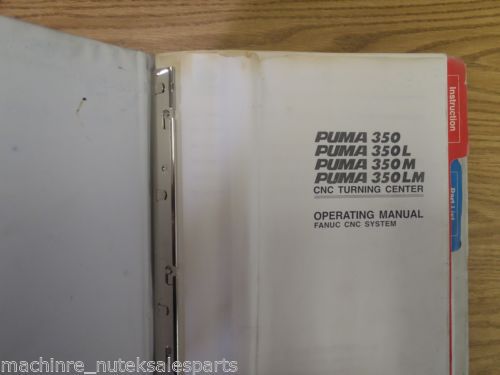 PUMA 350
PUMA 350L
PUMA 350M
PUMA 350LM
CNC TURNING CENTER
OPERATING MANUAL
FANUC CNC SYSTEM
Instruction
Part List
machinre_nuteksalesparts